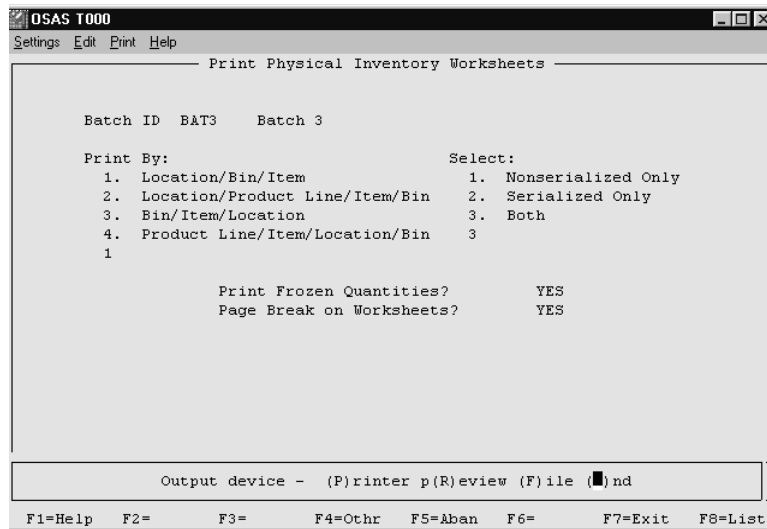 OSAS T000
Settings Edit Print Help
Print Physical Inventory Worksheets
Batch ID BAT3 Batch 3
Print By: Select:
1. Location/Bin/Item 1. Nonserialized Only
2. Location/Product Line/Item/Bin 2. Serialized Only
3. Bin/Item/Location 3. Both
4. Product Line/Item/Location/Bin 3
1
Print Frozen Quantities? YES
Page Break on Worksheets? YES
Output device - (P)rinter p(R)eview (F)ile ( )nd
F1=Help F2= F3= F4=Othr F5=Aban F6= F7=Exit F8=List